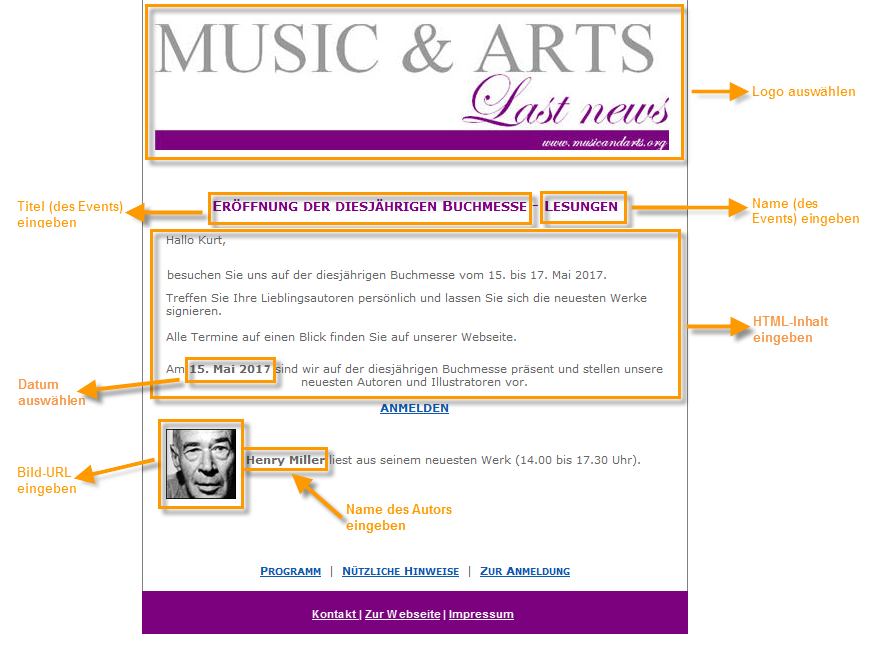 MUSIC & ARTS
Last news
www.musicandarts.org
Logo auswählen
Titel (des Events)
eingeben
ERÖFFNUNG DER DIESJÄHRIGEN BUCHMESSE - LESUNGEN
Name (des
Events) eingeben
Hallo Kurt,
besuchen Sie uns auf der diesjährigen Buchmesse vom 15. bis 17. Mai 2017.
Treffen Sie Ihre Lieblingsautoren persönlich und lassen Sie sich die neuesten Werke
signieren.
Alle Termine auf einen Blick finden Sie auf unserer Webseite.
HTML-Inhalt
eingeben
Am 15. Mai 2017 sind wir auf der diesjährigen Buchmesse präsent und stellen unsere
neuesten Autoren und Illustratoren vor.
Datum
auswählen
ANMELDEN
Bild-URL
eingeben
Henry Miller liest aus seinem neuesten Werk (14.00 bis 17.30 Uhr).
Name des Autors
eingeben
PROGRAMM | NÜTZLICHE HINWEISE | ZUR ANMELDUNG
Kontakt | Zur Webseite | Impressum